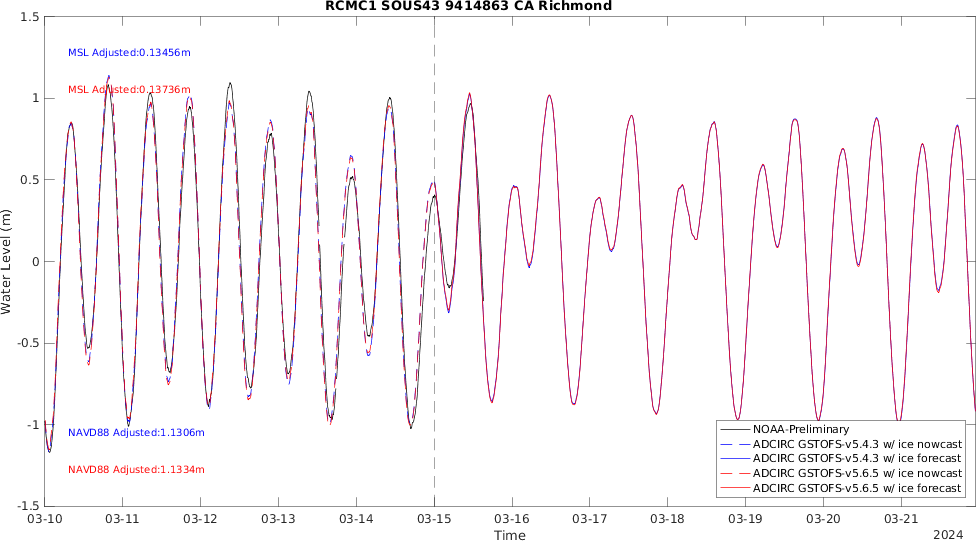 RCMC1 SOUS43 9414863 CA Richmond
1.5
MSL Adjusted:0.13456m
MSL Adjusted:0.13736m
1
0.5
0
-0.5
-1
-1.5
Water Level (m)
NAVD88 Adjusted:1.1306m
NAVD88 Adjusted:1.1334m
NOAA-Preliminary
ADCIRC GSTOFS-v5.4.3 w/ ice nowcast
ADCIRC GSTOFS-v5.4.3 w/ ice forecast
ADCIRC GSTOFS-v5.6.5 w/ ice nowcast
ADCIRC GSTOFS-v5.6.5 w/ ice forecast
03-10 03-11 03-12 03-13 03-14 03-15 03-16 03-17 03-18 03-19 03-20 03-21
Time
2024